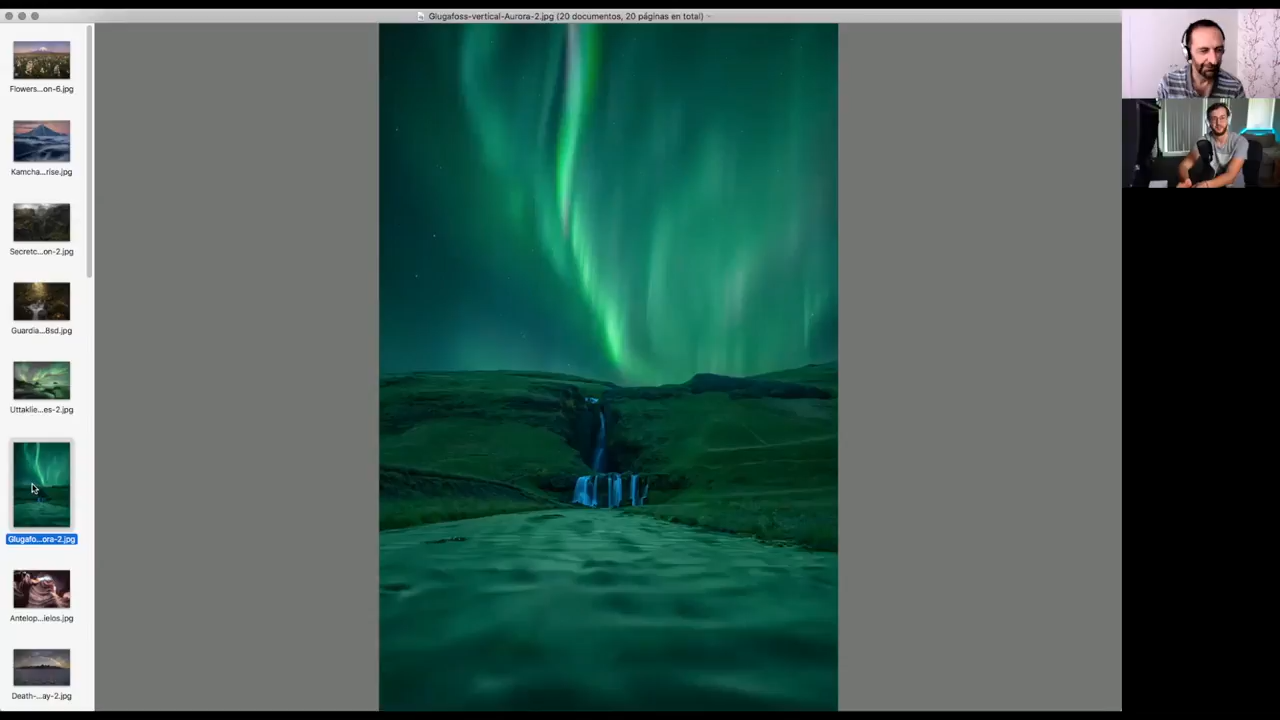 Glugafoss-vertical-Aurora-2.jpg (20 documentos, 20 páginas en total)
Flowers...on-6.jpg
Kamcha...rise.jpg
Secretc...on-2.jpg
Guardia...8sd.jpg
Uttaklie...es-2.jpg
Glugafo...ora-2.jpg
Antelop...ielos.jpg
Death-...ay-2.jpg